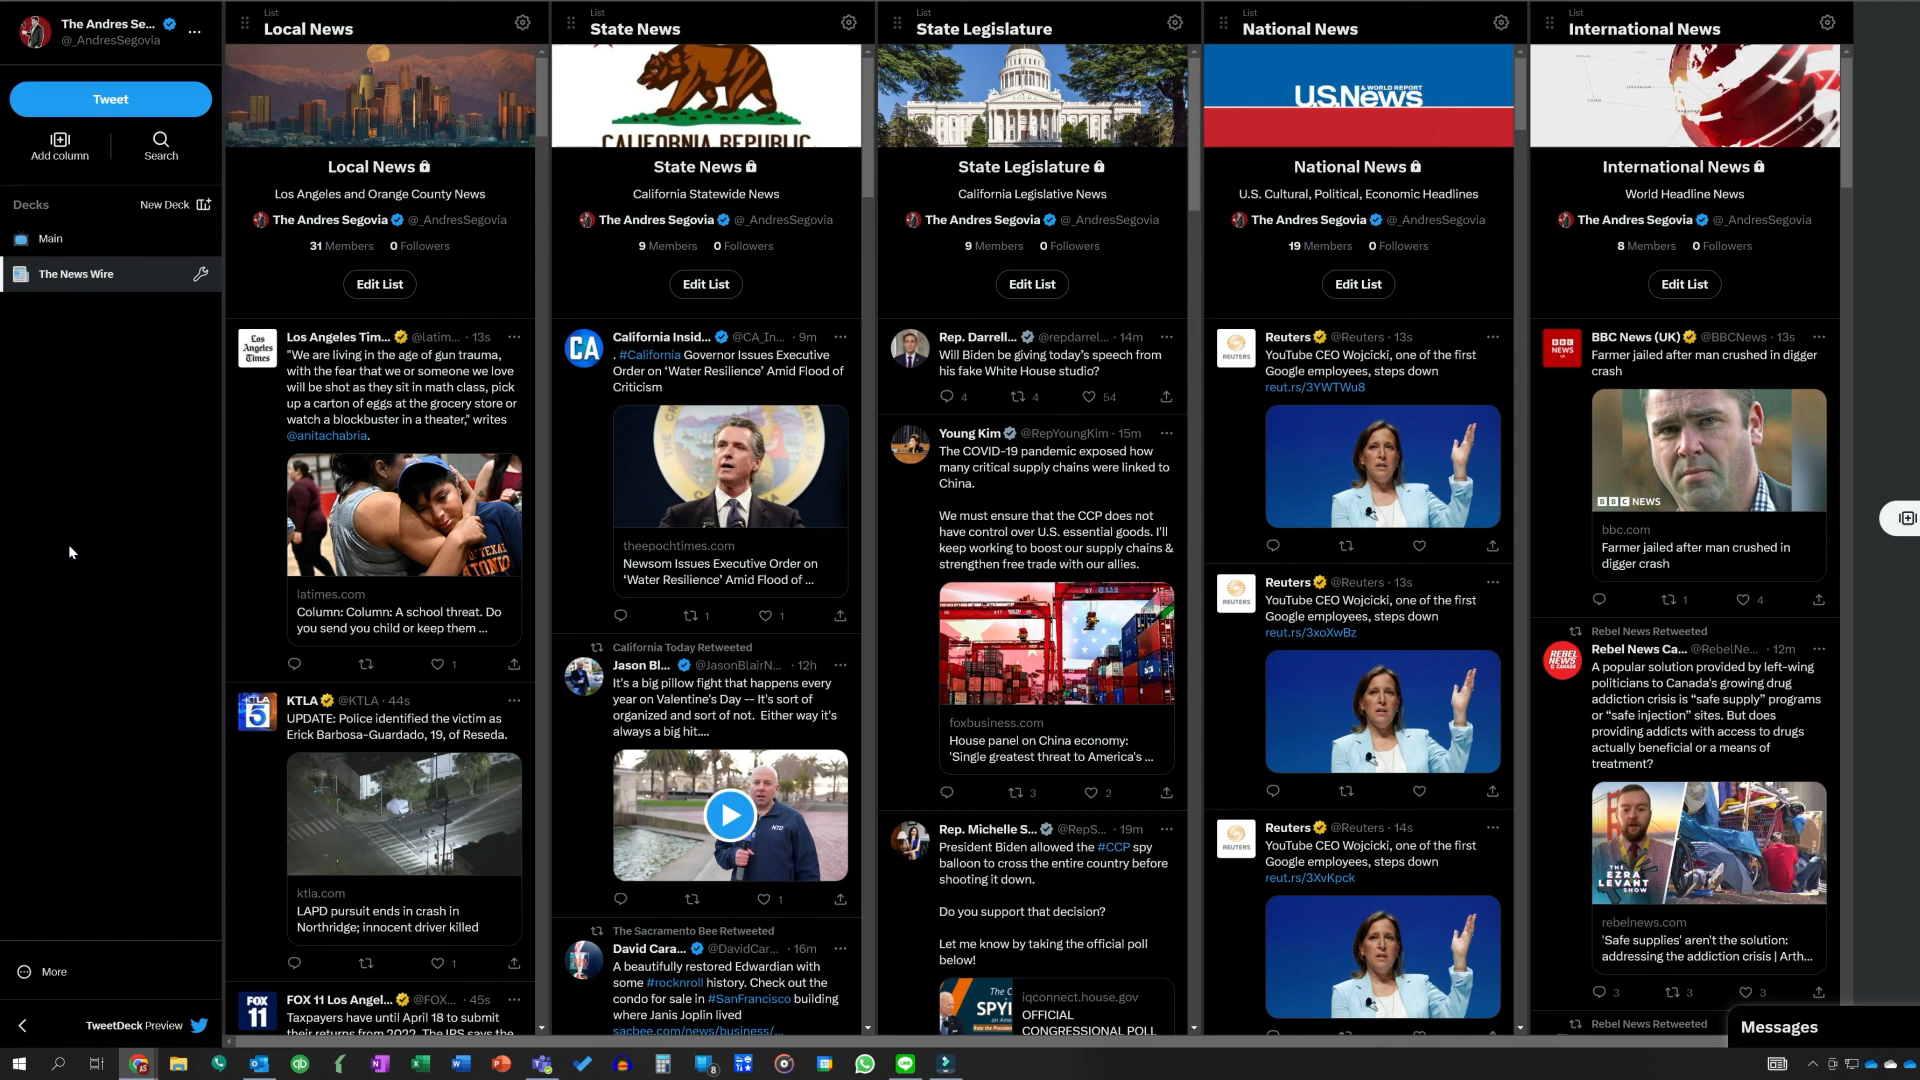 The Andres Se...
@_AndresSegovia
Tweet
Add column
Search
Decks
New Deck
Main
The News Wire
More
TweetDeck Preview
List
Local News
Local News
Los Angeles and Orange County News
The Andres Segovia @_AndresSegovia
31 Members 0 Followers
Edit List
Los Angeles Tim... @latim... · 13s
"We are living in the age of gun trauma,
with the fear that we or someone we love
will be shot as they sit in math class, pick
up a carton of eggs at the grocery store or
watch a blockbuster in a theater," writes
@anitachabria.
Los
Angeles
Times
latimes.com
Column: Column: A school threat. Do
you send you child or keep them ...
1
KTLA @KTLA · 44s
UPDATE: Police identified the victim as
Erick Barbosa-Guardado, 19, of Reseda.
KTLA
5
ktla.com
LAPD pursuit ends in crash in
Northridge; innocent driver killed
1
FOX 11 Los Angel... @FOX... · 45s
Taxpayers have until April 18 to submit
their returns from 2022. The IRS says the
FOX
11
List
State News
CALIFORNIA REPUBLIC
State News
California Statewide News
The Andres Segovia @_AndresSegovia
9 Members 0 Followers
Edit List
CA
California Insid... @CA_In... · 9m
. #California Governor Issues Executive
Order on ‘Water Resilience’ Amid Flood of
Criticism
theepochtimes.com
Newsom Issues Executive Order on
‘Water Resilience’ Amid Flood of ...
1 1
California Today Retweeted
Jason Bl... @JasonBlairN... · 12h
It's a big pillow fight that happens every
year on Valentine's Day –– It's sort of
organized and sort of not. Either way it's
always a big hit....
NTD
1
The Sacramento Bee Retweeted
David Cara... @DavidCar... · 16m
A beautifully restored Edwardian with
some #rocknroll history. Check out the
condo for sale in #SanFrancisco building
where Janis Joplin lived
sacbee.com/news/business/...
List
State Legislature
State Legislature
California Legislative News
The Andres Segovia @_AndresSegovia
9 Members 0 Followers
Edit List
Rep. Darrell... @repdarrel... · 14m
Will Biden be giving today’s speech from
his fake White House studio?
4 4 54
Young Kim @RepYoungKim · 15m
The COVID-19 pandemic exposed how
many critical supply chains were linked to
China.
We must ensure that the CCP does not
have control over U.S. essential goods. I'll
keep working to boost our supply chains &
strengthen free trade with our allies.
foxbusiness.com
House panel on China economy:
'Single greatest threat to America's ...
3 2
Rep. Michelle S... @RepS... · 19m
President Biden allowed the #CCP spy
balloon to cross the entire country before
shooting it down.
Do you support that decision?
Let me know by taking the official poll
below!
iqconnect.house.gov
OFFICIAL
CONGRESSIONAL POLL
List
National News
U.S.News
& WORLD REPORT
National News
U.S. Cultural, Political, Economic Headlines
The Andres Segovia @_AndresSegovia
19 Members 0 Followers
Edit List
REUTERS
Reuters @Reuters · 13s
YouTube CEO Wojcicki, one of the first
Google employees, steps down
reut.rs/3YWTWu8
REUTERS
Reuters @Reuters · 13s
YouTube CEO Wojcicki, one of the first
Google employees, steps down
reut.rs/3xoXwBz
REUTERS
Reuters @Reuters · 14s
YouTube CEO Wojcicki, one of the first
Google employees, steps down
reut.rs/3XvKpck
List
International News
International News
World Headline News
The Andres Segovia @_AndresSegovia
8 Members 0 Followers
Edit List
BBC
NEWS
BBC News (UK) @BBCNews · 13s
Farmer jailed after man crushed in digger
crash
BBC NEWS
bbc.com
Farmer jailed after man crushed in
digger crash
1 4
Rebel News Retweeted
REBEL
NEWS
Rebel News Ca... @RebelNe... · 12m
A popular solution provided by left-wing
politicians to Canada's growing drug
addiction crisis is “safe supply” programs
or “safe injection” sites. But does
providing addicts with access to drugs
actually beneficial or a means of
treatment?
THE
EZRA
LEVANT
SHOW
rebelnews.com
'Safe supplies' aren't the solution:
addressing the addiction crisis | Arth...
3 3 3
Rebel News Retweeted
Messages